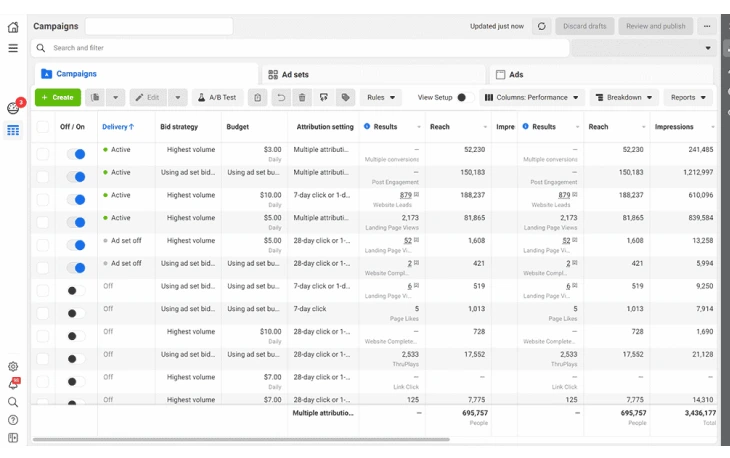 Campaigns
Updated just now
Discard drafts
Review and publish
Search and filter
Campaigns
Ad sets
Ads
+ Create
Edit
A/B Test
Rules
View Setup
Columns: Performance
Breakdown
Reports
3
Off / On Delivery ↑ Bid strategy Budget Attribution setting Results Reach Impre Results Reach Impressions
Active Highest volume $3.00 Multiple attributi... — 52,230 — 52,230 241,485
Daily Multiple conversions Multiple conversions
Active Using ad set bid... Using ad set bu... Multiple attributi... — 150,183 — 150,183 1,212,997
Post Engagement Post Engagement
Active Highest volume $10.00 7-day click or 1-d... 879 [2] 188,237 879 [2] 188,237 610,096
Daily Website Leads Website Leads
Active Highest volume $5.00 Multiple attributi... 2,173 81,865 2,173 81,865 839,584
Daily Landing Page Views Landing Page Views
Ad set off Highest volume $5.00 28-day click or 1-... 52 [2] 1,608 52 [2] 1,608 13,258
Daily Landing Page Vi... Landing Page Vi...
Ad set off Using ad set bid... Using ad set bu... 28-day click or 1-... 2 [2] 421 2 [2] 421 5,994
Website Compl... Website Compl...
Off Using ad set bid... Using ad set bu... 7-day click or 1-d... 6 [2] 519 6 [2] 519 9,250
Landing Page Vi... Landing Page Vi...
Off Using ad set bid... Using ad set bu... 7-day click 5 1,013 5 1,013 7,914
Page Likes Page Likes
Off Highest volume $10.00 28-day click or 1-... — 728 — 728 1,690
Daily Website Complete... Website Complete...
Off Using ad set bid... Using ad set bu... 28-day click or 1-... 2,533 17,552 2,533 17,552 21,128
ThruPlays ThruPlays
Off Highest volume $7.00 28-day click or 1-... — — — — —
Daily Link Click Link Click
Off Highest volume $7.00 28-day click or 1-... 125 7,775 125 7,775 14,310
Multiple attributio... — 695,757 — 695,757 3,436,177
People People Total